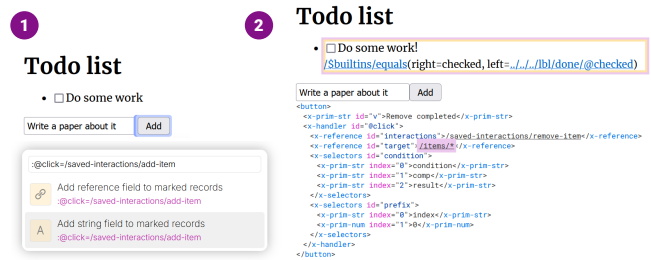 1
Todo list
Do some work
Write a paper about it Add
:@click=/saved-interactions/add-item
Add reference field to marked records
:@click=/saved-interactions/add-item
A
Add string field to marked records
:@click=/saved-interactions/add-item
2
Todo list
Do some work!
/$builtins/equals(right=checked, left=../../../lbl/done/@checked)
Write a paper about it Add
<button>
<x-prim-str id="v">Remove completed</x-prim-str>
<x-handler id="@click">
<x-reference id="interactions">/saved-interactions/remove-item</x-reference>
<x-reference id="target">/items/*</x-reference>
<x-selectors id="condition">
<x-prim-str index="0">condition</x-prim-str>
<x-prim-str index="1">comp</x-prim-str>
<x-prim-str index="2">result</x-prim-str>
</x-selectors>
<x-selectors id="prefix">
<x-prim-str index="0">index</x-prim-str>
<x-prim-num index="1">0</x-prim-num>
</x-selectors>
</x-handler>
</button>